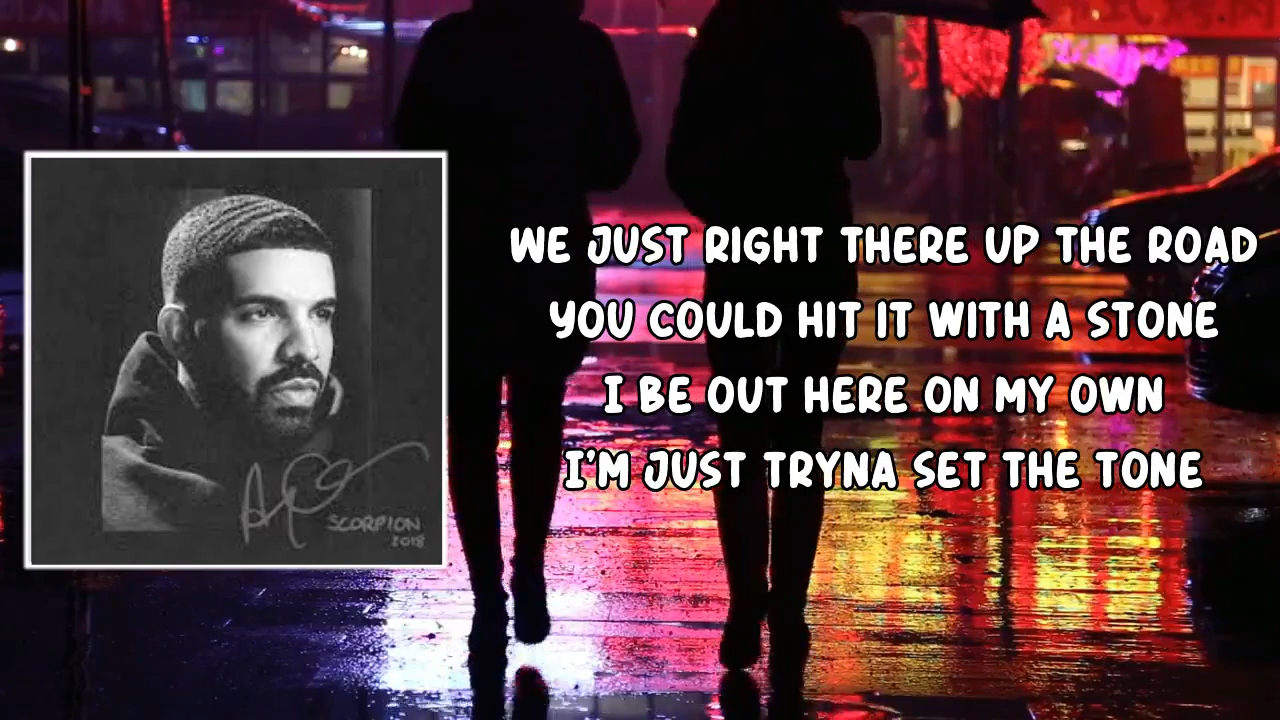 SCORPION
2018
WE JUST RIGHT THERE UP THE ROAD
YOU COULD HIT IT WITH A STONE
I BE OUT HERE ON MY OWN
I'M JUST TRYNA SET THE TONE